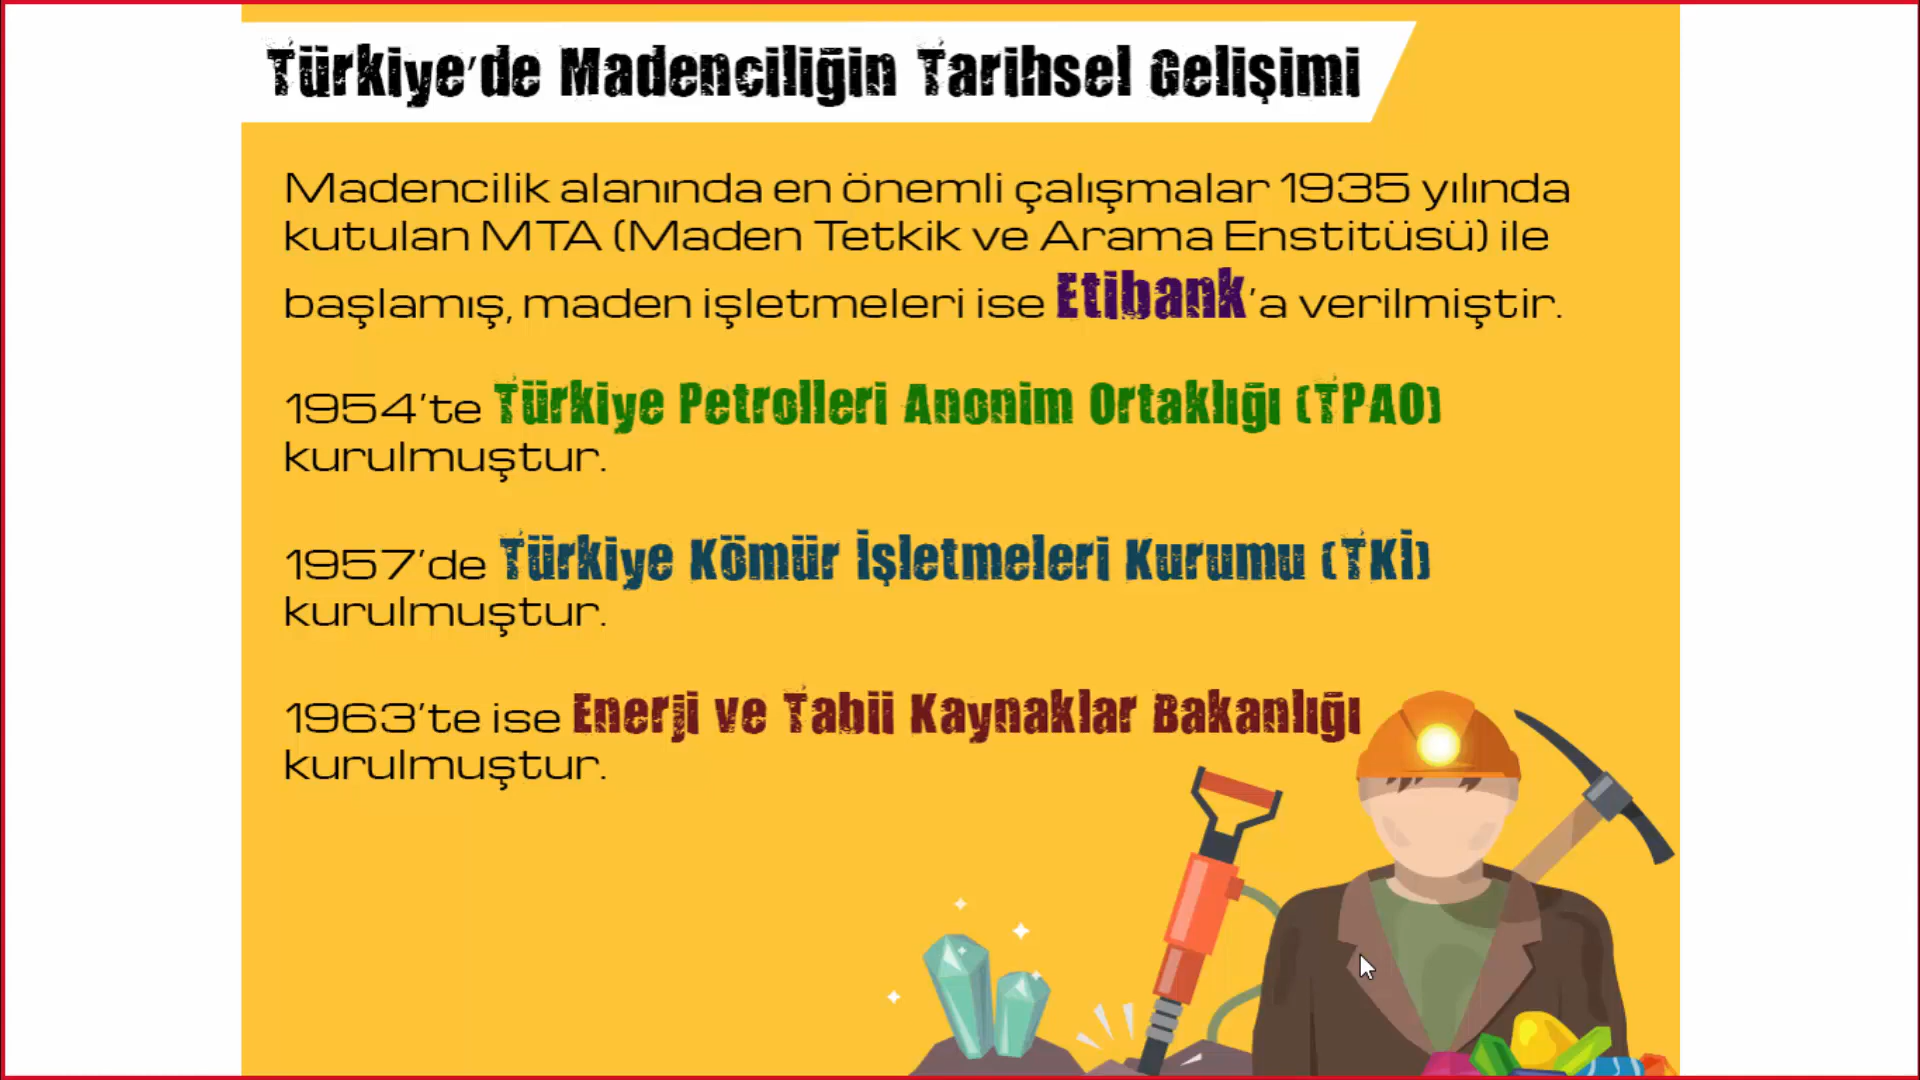 Türkiye'de Madenciliğin Tarihsel Gelişimi
Madencilik alanında en önemli çalışmalar 1935 yılında
kutulan MTA (Maden Tetkik ve Arama Enstitüsü) ile
başlamış, maden işletmeleri ise Etibank'a verilmiştir.
1954'te Türkiye Petrolleri Anonim Ortaklığı (TPAO)
kurulmuştur.
1957'de Türkiye Kömür İşletmeleri Kurumu (TKİ)
kurulmuştur.
1963'te ise Enerji ve Tabii Kaynaklar Bakanlığı
kurulmuştur.